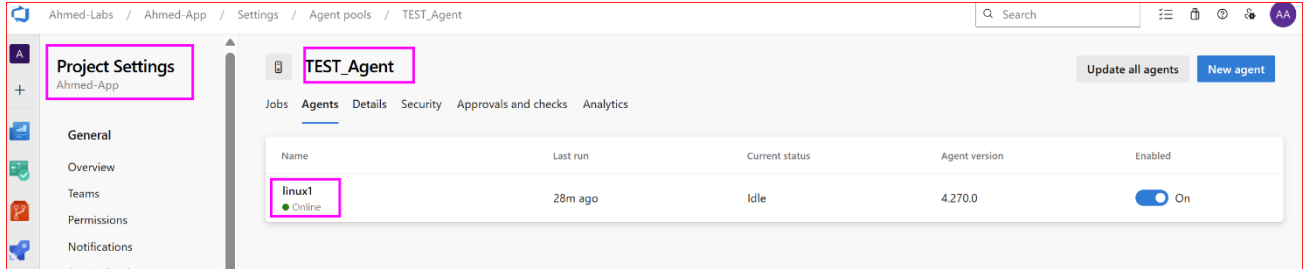 Ahmed-Labs / Ahmed-App / Settings / Agent pools / TEST_Agent
Search
AA
A
Project Settings
Ahmed-App
General
Overview
Teams
Permissions
Notifications
TEST_Agent
Update all agents
New agent
Jobs Agents Details Security Approvals and checks Analytics
Name Last run Current status Agent version Enabled
linux1 28m ago Idle 4.270.0 On
Online